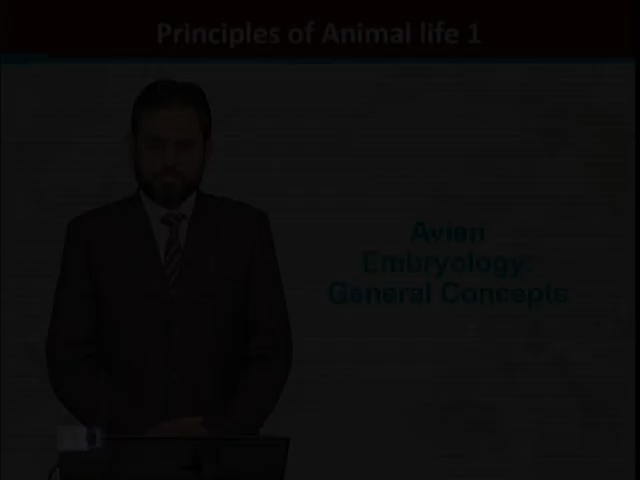 Principles of Animal life 1
Avian
Embryology:
General Concepts